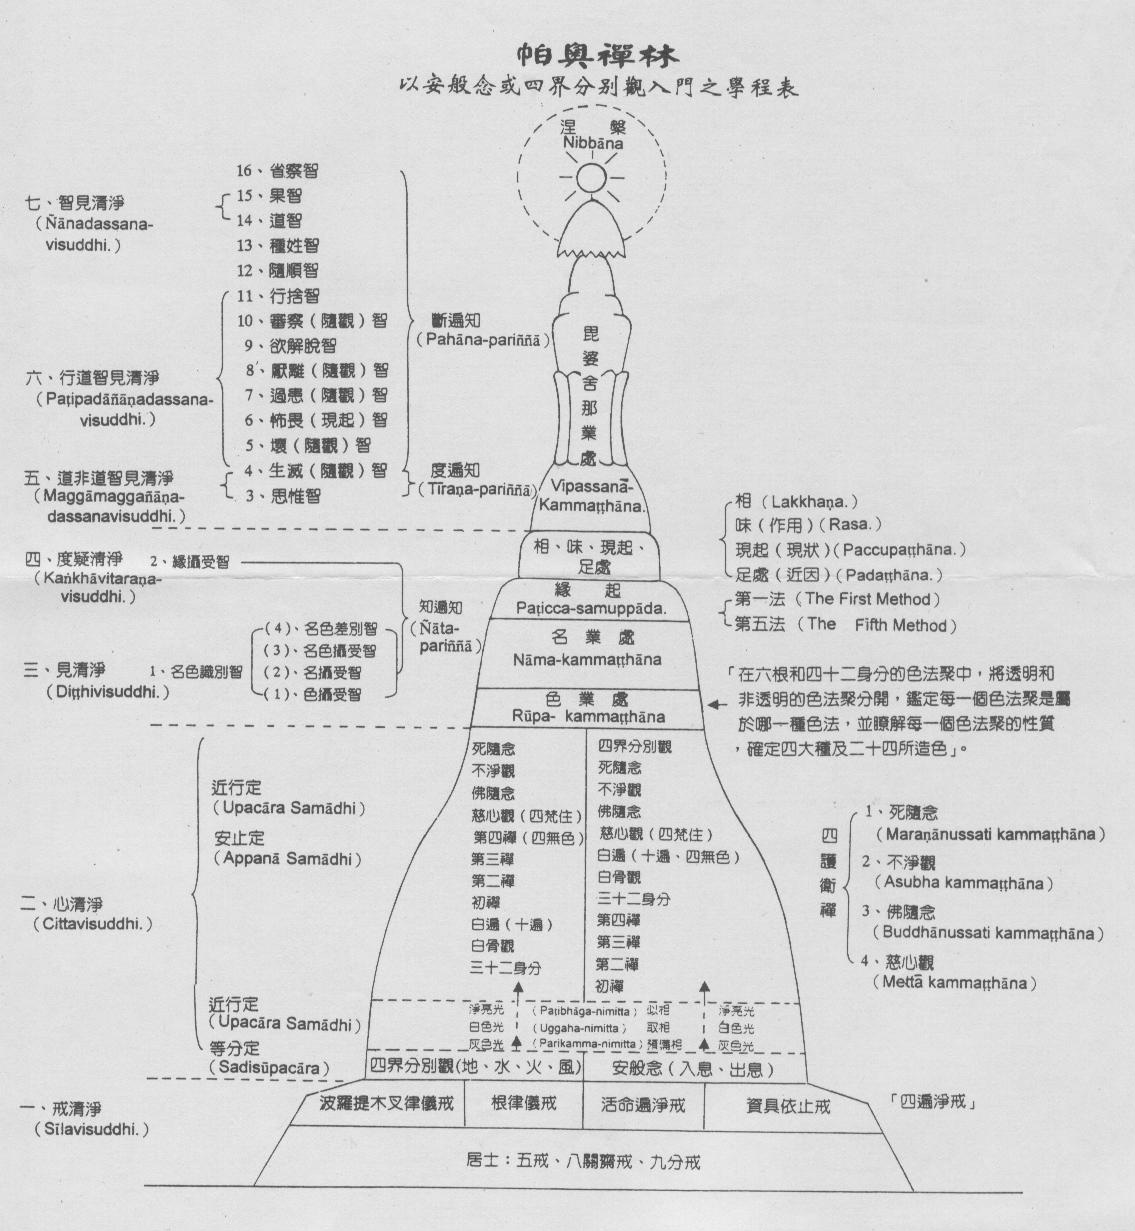 帕奧禪林
以安般念或四界分別觀入門之學程表
涅 槃
Nibbāna
七、智見清淨
(Ñānadassana-
visuddhi.)
16、省察智
15、果智
14、道智
13、種姓智
12、隨順智
11、行捨智
10、審察(隨觀)智
9、欲解脫智
8、厭離(隨觀)智
7、過患(隨觀)智
6、怖畏(現起)智
5、壞(隨觀)智
4、生滅(隨觀)智
3、思惟智
六、行道智見清淨
(Paṭipadāñāṇadassana-
visuddhi.)
五、道非道智見清淨
(Maggāmaggañāṇa-
dassanavisuddhi.)
斷遍知
(Pahāna-pariññā)
度遍知
(Tīraṇa-pariññā)
毘婆舍那業處
Vipassanā-
Kammaṭṭhāna.
四、度疑清淨
(Kaṅkhāvitaraṇa-
visuddhi.)
2、緣攝受智
三、見清淨
(Diṭṭhivisuddhi.)
1、名色識別智
(4)、名色差別智
(3)、名色攝受智
(2)、名攝受智
(1)、色攝受智
知遍知
(Ñāta-
pariññā)
相、味、現起、
足處
緣 起
Paṭicca-samuppāda.
名 業 處
Nāma-kammaṭṭhāna
色 業 處
Rūpa- kammaṭṭhāna
相 (Lakkhaṇa.)
味(作用)(Rasa.)
現起(現狀)(Paccupaṭṭhāna.)
足處(近因)(Padaṭṭhāna.)
第一法 (The First Method)
第五法 (The Fifth Method)
「在六根和四十二身分的色法聚中,將透明和
非透明的色法聚分開,鑑定每一個色法聚是屬
於哪一種色法,並瞭解每一個色法聚的性質
,確定四大種及二十四所造色」。
二、心清淨
(Cittavisuddhi.)
近行定
(Upacāra Samādhi)
安止定
(Appanā Samādhi)
近行定
(Upacāra Samādhi)
等分定
(Sadisūpacāra)
死隨念
不淨觀
佛隨念
慈心觀(四梵住)
第四禪(四無色)
第三禪
第二禪
初禪
白遍(十遍)
白骨觀
三十二身分
四界分別觀
死隨念
不淨觀
佛隨念
慈心觀(四梵住)
白遍(十遍、四無色)
白骨觀
三十二身分
第四禪
第三禪
第二禪
初禪
淨亮光 (Paṭibhāga-nimitta) 似相 淨亮光
白色光 (Uggaha-nimitta) 取相 白色光
灰色光 (Parikamma-nimitta) 預備相 灰色光
四界分別觀(地、水、火、風) 安般念(入息、出息)
四護衛禪
1、死隨念
(Maraṇānussati kammaṭṭhāna)
2、不淨觀
(Asubha kammaṭṭhāna)
3、佛隨念
(Buddhānussati kammaṭṭhāna)
4、慈心觀
(Mettā kammaṭṭhāna)
一、戒清淨
(Sīlavisuddhi.)
波羅提木叉律儀戒 根律儀戒 活命遍淨戒 資具依止戒
「四遍淨戒」
居士:五戒、八關齋戒、九分戒